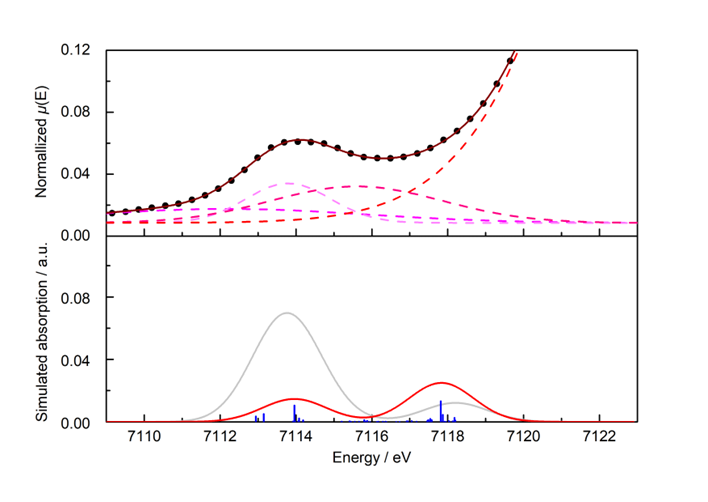 0.12
0.08
0.04
0.00
Normailized μ(E)
0.08
0.04
0.00
Simulated absorption / a.u.
7110 7112 7114 7116 7118 7120 7122
Energy / eV